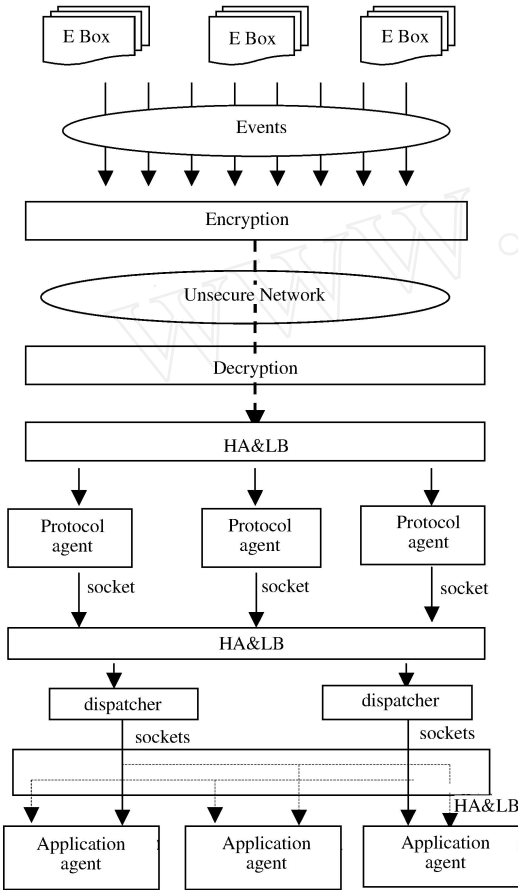 E Box
E Box
E Box
Events
Encryption
Unsecure Network
Decryption
HA&LB
Protocol
agent
Protocol
agent
Protocol
agent
socket
socket
socket
HA&LB
dispatcher
dispatcher
sockets
sockets
HA&LB
Application
agent
Application
agent
Application
agent
WWW.